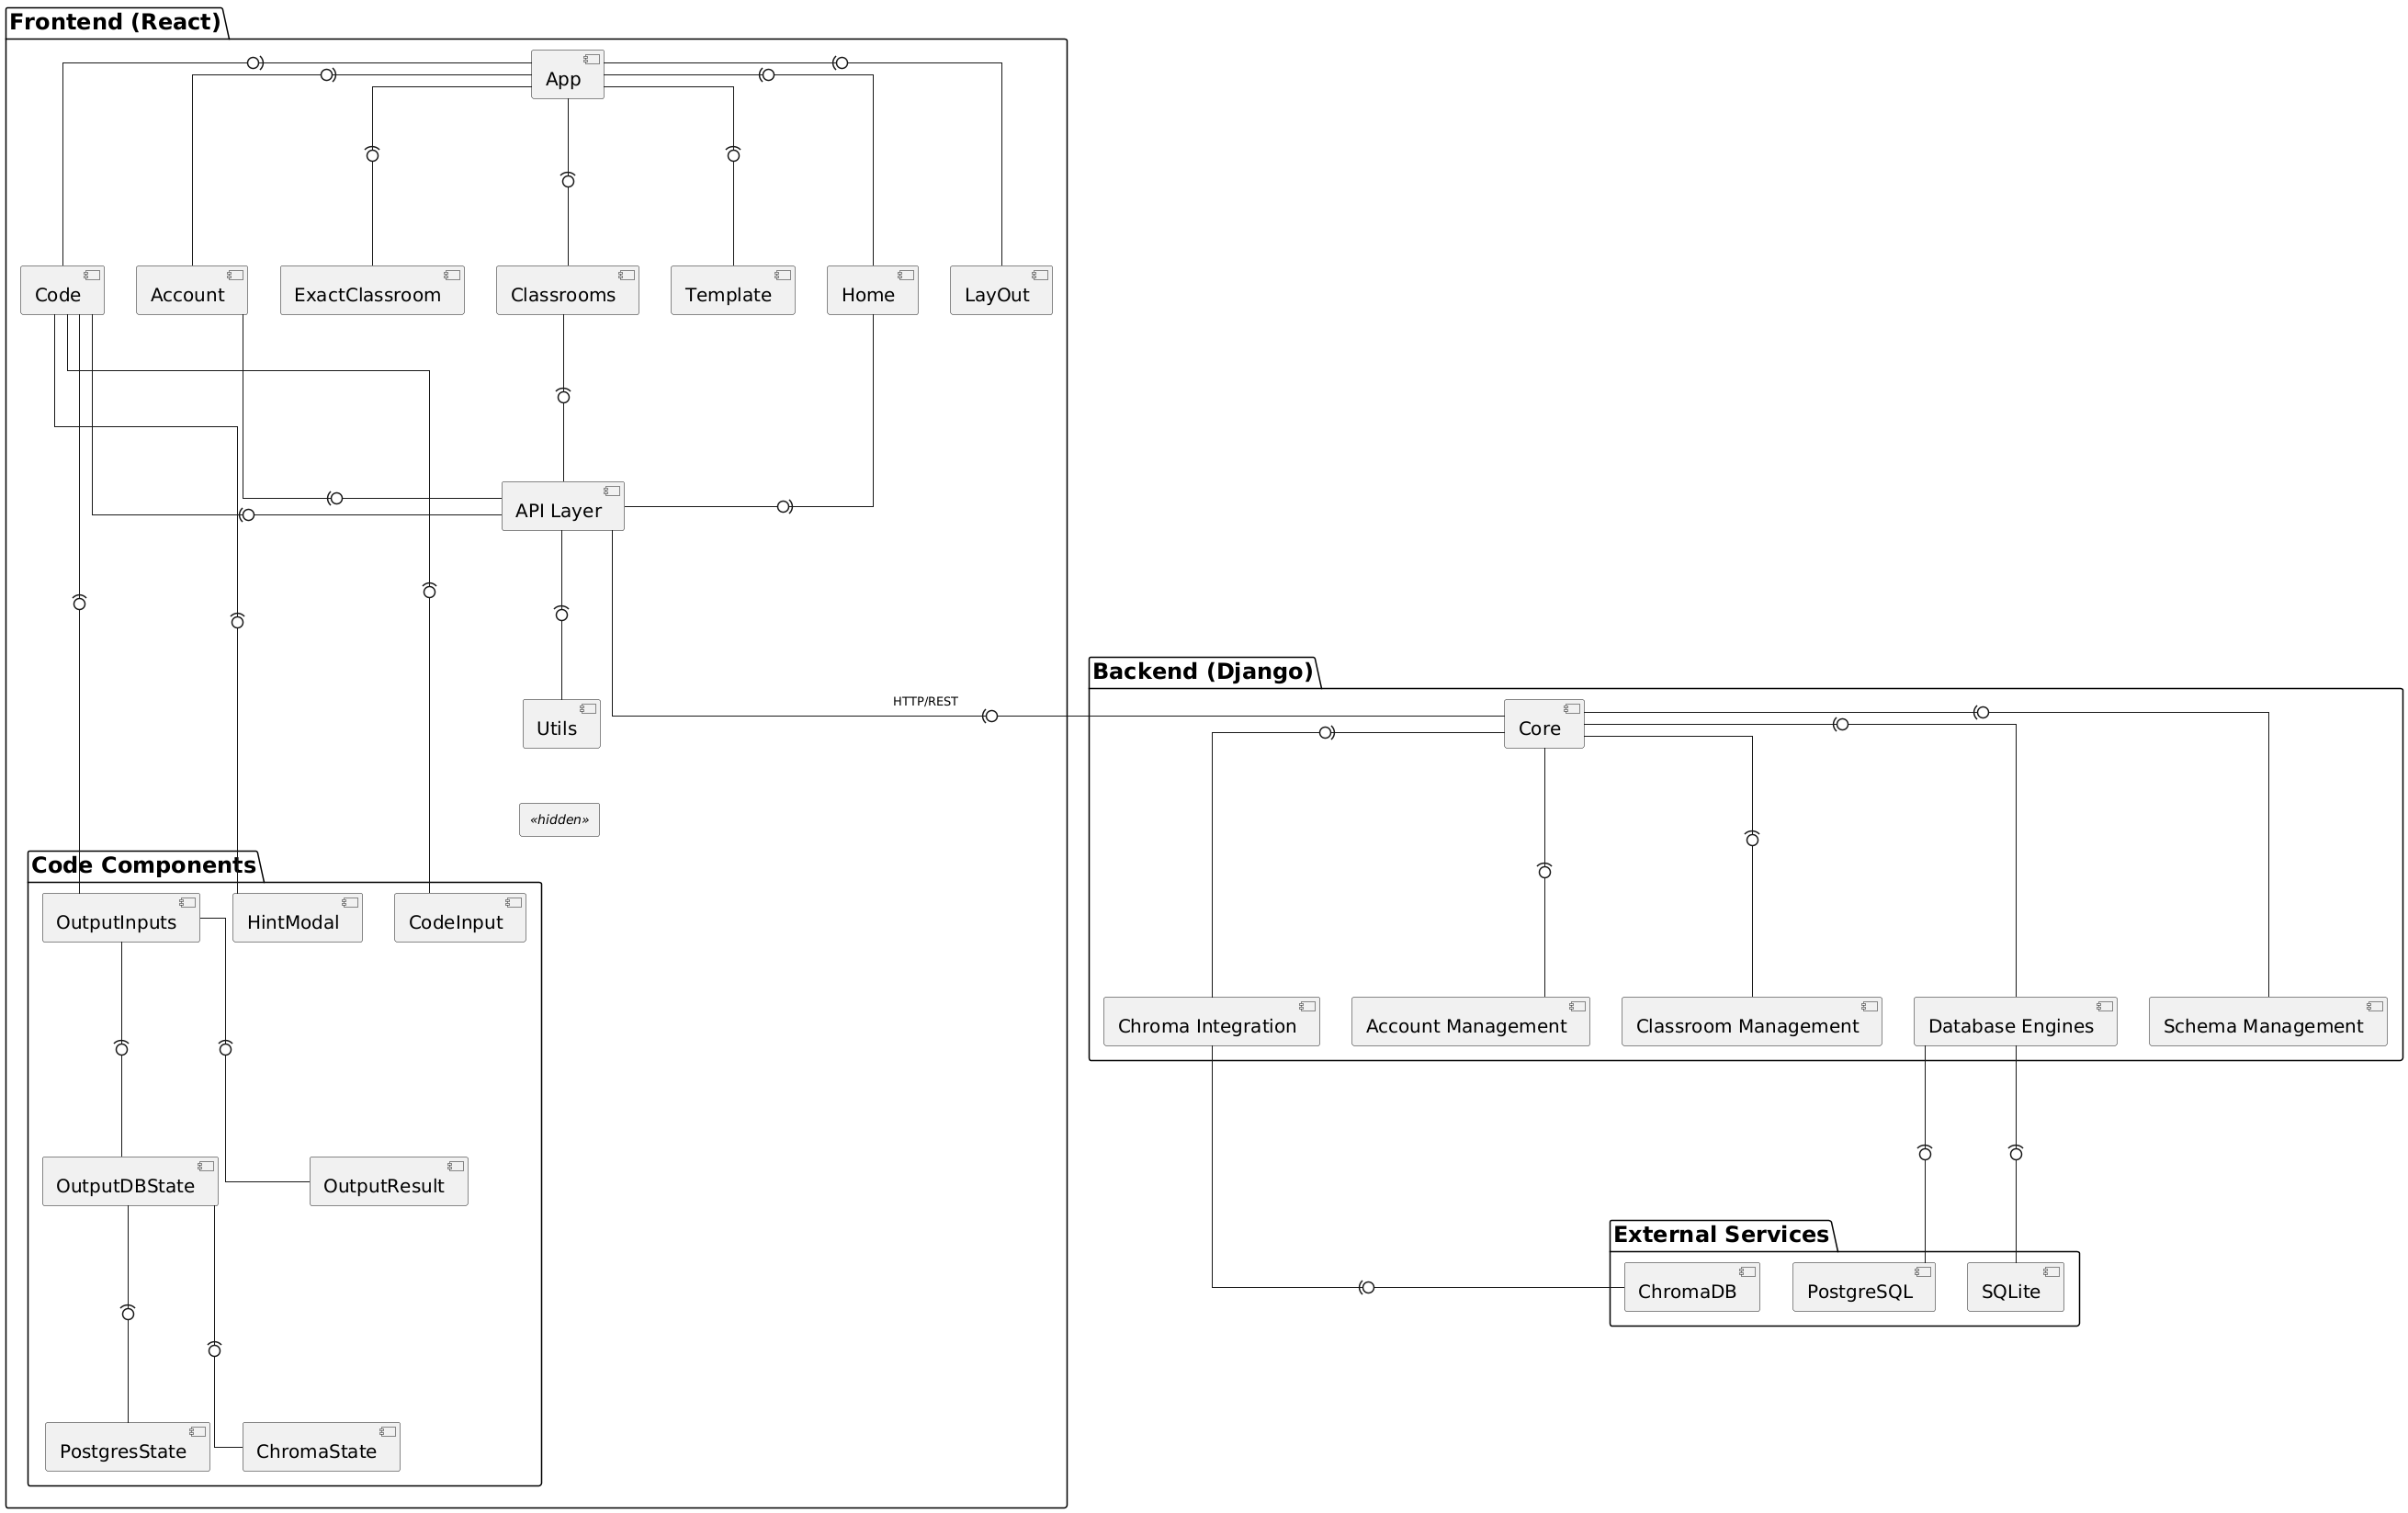 Frontend (React)
App
Code
Account
ExactClassroom
Classrooms
Template
Home
LayOut
API Layer
HTTP/REST
Utils
«hidden»
Code Components
OutputInputs
HintModal
CodeInput
OutputDBState
OutputResult
PostgresState
ChromaState
Backend (Django)
Core
Chroma Integration
Account Management
Classroom Management
Database Engines
Schema Management
External Services
ChromaDB
PostgreSQL
SQLite